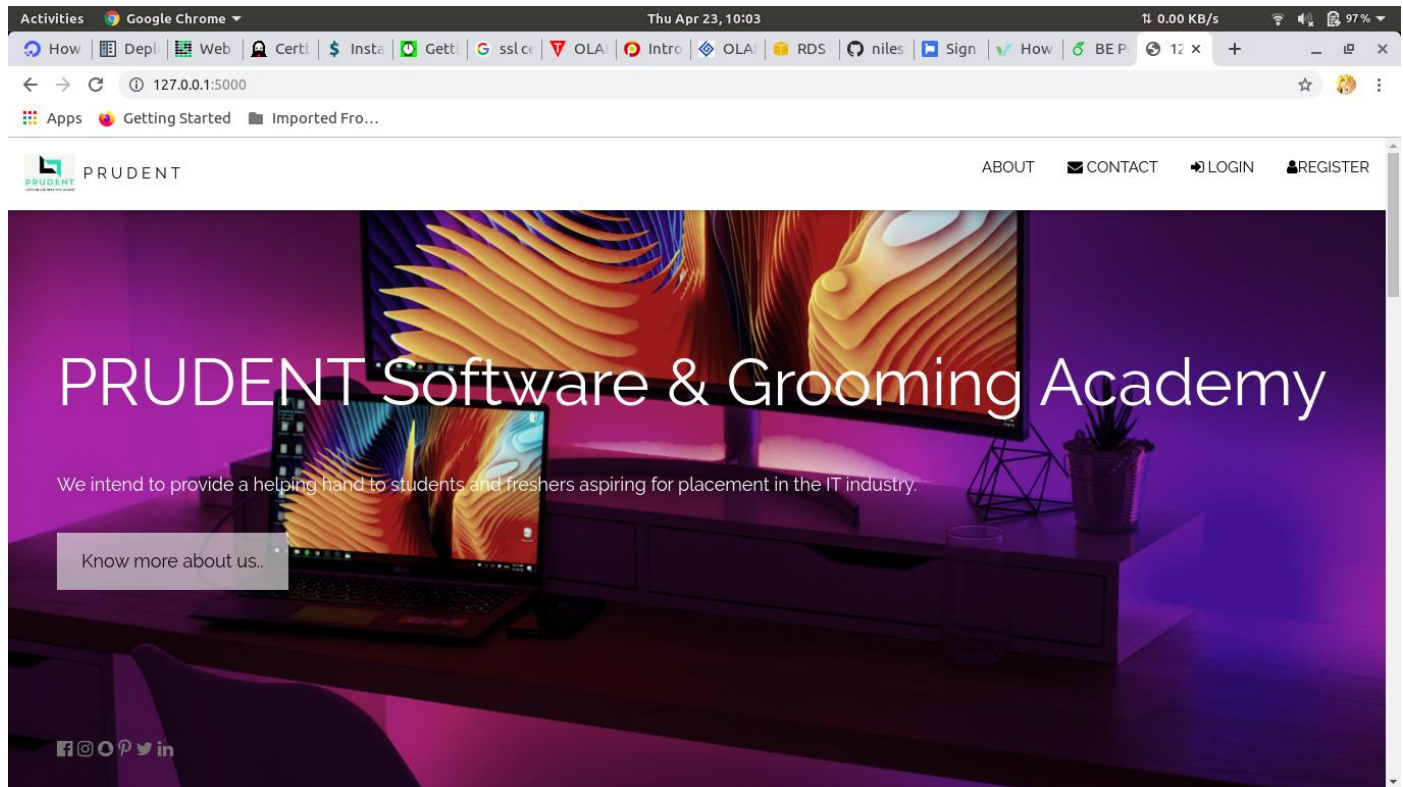 Activities Google Chrome Thu Apr 23, 10:03 0.00 KB/s 97%
How Depl Web Certb Insta Getti ssl ce OLA Intro OLA RDS niles Sign How BE P 12
127.0.0.1:5000
Apps Getting Started Imported Fro...
PRUDENT
PRUDENT
ABOUT CONTACT LOGIN REGISTER
PRUDENT Software & Grooming Academy
We intend to provide a helping hand to students and freshers aspiring for placement in the IT industry.
Know more about us..